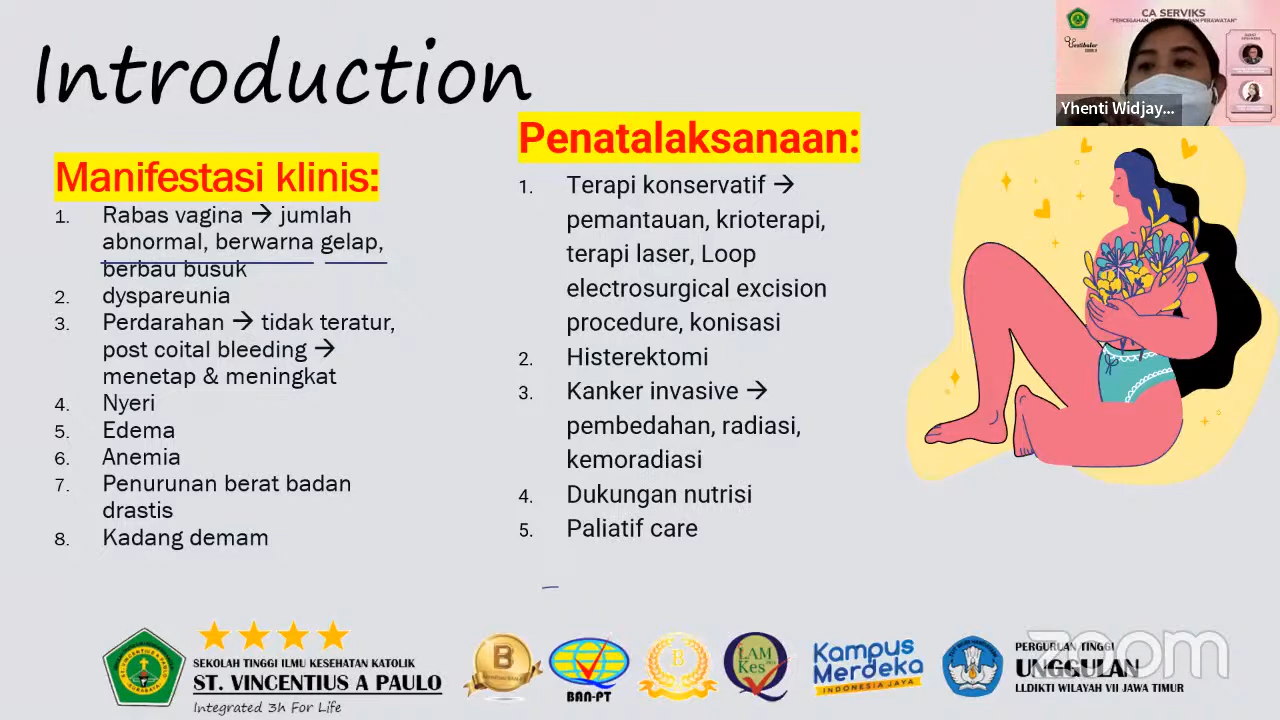 Introduction
Manifestasi klinis:
1. Rabas vagina → jumlah
abnormal, berwarna gelap,
berbau busuk
2. dyspareunia
3. Perdarahan → tidak teratur,
post coital bleeding →
menetap & meningkat
4. Nyeri
5. Edema
6. Anemia
7. Penurunan berat badan
drastis
8. Kadang demam
Penatalaksanaan:
1. Terapi konservatif →
pemantauan, krioterapi,
terapi laser, Loop
electrosurgical excision
procedure, konisasi
2. Histerektomi
3. Kanker invasive →
pembedahan, radiasi,
kemoradiasi
4. Dukungan nutrisi
5. Paliatif care
CA SERVIKS
DAN PERAWATAN"
Yhenti Widjay...
SEKOLAH TINGGI ILMU KESEHATAN KATOLIK
ST. VINCENTIUS A PAULO
Integrated 3h For Life
B
BAN-PT
B
LAM
Kes
Kampus
Merdeka
INDONESIA JAYA
PERGURUAN TINGGI
UNGGULAN
LLDIKTI WILAYAH VII JAWA TIMUR
zoom